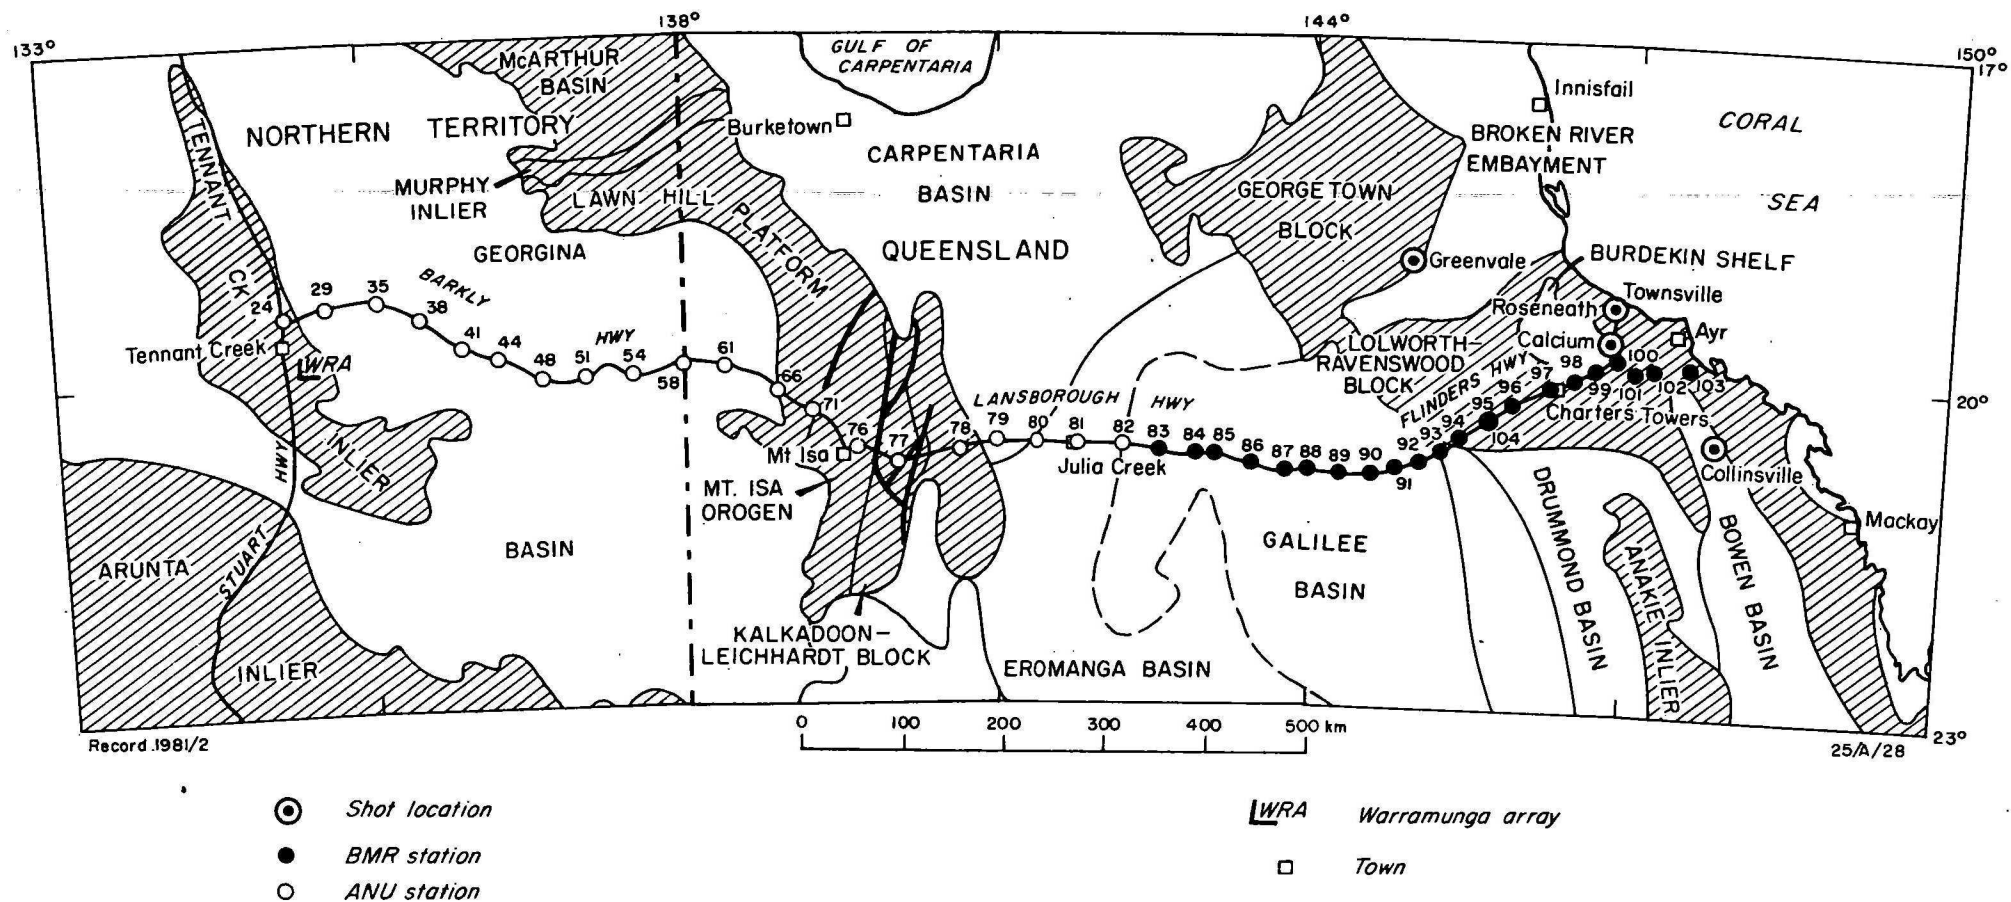 133°
138°
144°
150°
17°
McARTHUR
BASIN
GULF OF
CARPENTARIA
Innisfail
NORTHERN TERRITORY
Burketown
BROKEN RIVER
EMBAYMENT
CORAL
SEA
TENNANT
CK
INLIER
CARPENTARIA
BASIN
MURPHY
INLIER
LAWN HILL
PLATFORM
GEORGETOWN
BLOCK
GEORGINA
QUEENSLAND
Greenvale
BURDEKIN SHELF
Townsville
Roseneath
Calcium
Ayr
BARKLY
HWY
24
29
35
38
41
44
48
51
54
58
61
66
71
76
77
78
79
80
81
82
83
84
85
86
87
88
89
90
91
92
93
94
95
96
97
98
99
100
101
102
103
104
Tennant Creek
WRA
LOLWORTH–
RAVENSWOOD
BLOCK
FLINDERS HWY
LANSBOROUGH HWY
Charters Towers
20°
Mt Isa
Julia Creek
Collinsville
MT. ISA
OROGEN
HWY
STUART
Mackay
ARUNTA
INLIER
BASIN
GALILEE
BASIN
DRUMMOND BASIN
ANAKIE INLIER
BOWEN BASIN
KALKADOON–
LEICHHARDT BLOCK
EROMANGA BASIN
0 100 200 300 400 500 km
Record 1981/2
25/A/28
23°
Shot location
BMR station
ANU station
WRA Warramunga array
Town